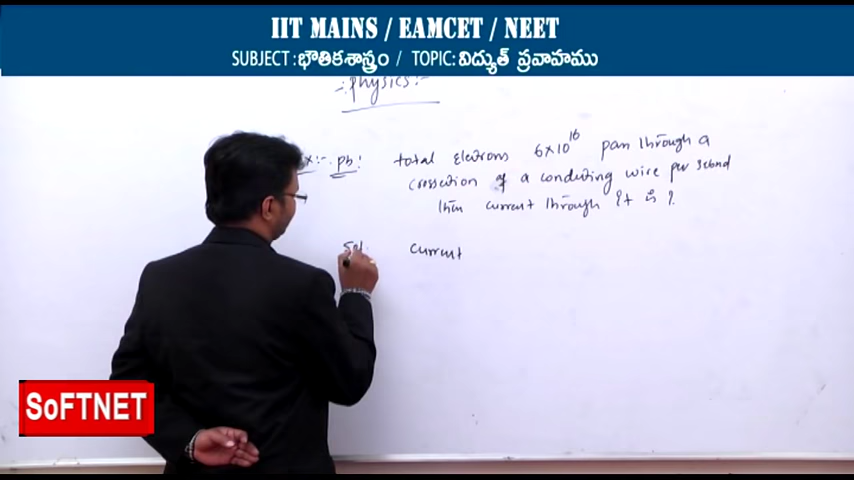 IIT MAINS / EAMCET / NEET
SUBJECT : భౌతికశాస్త్రం / TOPIC: విద్యుత్ ప్రవాహము
-: Physics :-
x:- pb: total electrons 6×10^16 pass through a
crossection of a conducting wire per second
then current through it is ?
Sol. current
SoFTNET